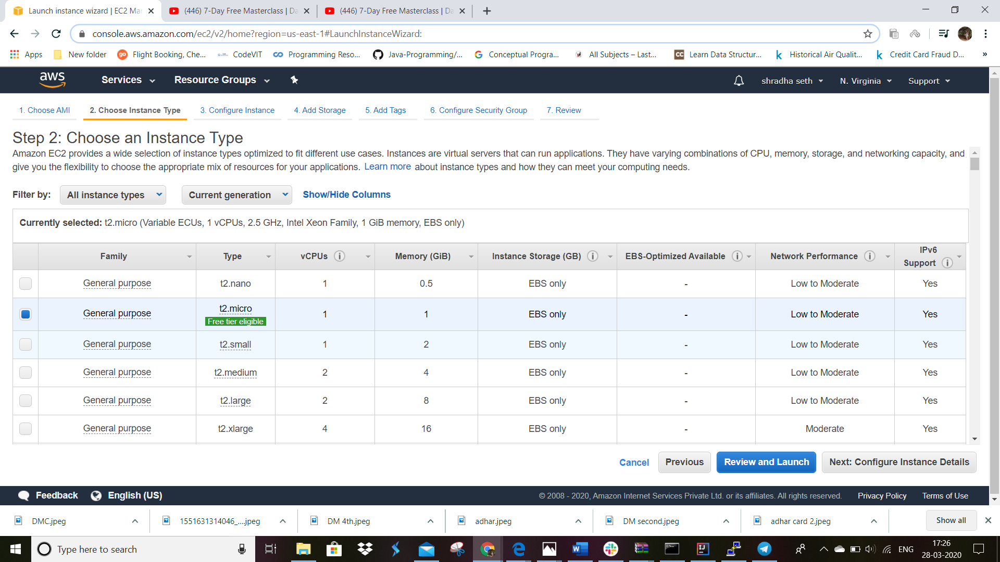 Launch instance wizard | EC2 Mar
(446) 7-Day Free Masterclass | Da
(446) 7-Day Free Masterclass | Da
console.aws.amazon.com/ec2/v2/home?region=us-east-1#LaunchInstanceWizard:
Apps New folder Flight Booking, Che... CodeVIT Programming Reso... Java-Programming/... Conceptual Progra... All Subjects – Last... Learn Data Structur... Historical Air Qualit... Credit Card Fraud D... »
aws Services Resource Groups shradha seth N. Virginia Support
1. Choose AMI 2. Choose Instance Type 3. Configure Instance 4. Add Storage 5. Add Tags 6. Configure Security Group 7. Review
Step 2: Choose an Instance Type
Amazon EC2 provides a wide selection of instance types optimized to fit different use cases. Instances are virtual servers that can run applications. They have varying combinations of CPU, memory, storage, and networking capacity, and
give you the flexibility to choose the appropriate mix of resources for your applications. Learn more about instance types and how they can meet your computing needs.
Filter by: All instance types Current generation Show/Hide Columns
Currently selected: t2.micro (Variable ECUs, 1 vCPUs, 2.5 GHz, Intel Xeon Family, 1 GiB memory, EBS only)
Family Type vCPUs i Memory (GiB) Instance Storage (GB) i EBS-Optimized Available i Network Performance i IPv6 Support i
General purpose t2.nano 1 0.5 EBS only - Low to Moderate Yes
General purpose t2.micro 1 1 EBS only - Low to Moderate Yes
Free tier eligible
General purpose t2.small 1 2 EBS only - Low to Moderate Yes
General purpose t2.medium 2 4 EBS only - Low to Moderate Yes
General purpose t2.large 2 8 EBS only - Low to Moderate Yes
General purpose t2.xlarge 4 16 EBS only - Moderate Yes
Cancel Previous Review and Launch Next: Configure Instance Details
Feedback English (US) © 2008 - 2020, Amazon Internet Services Private Ltd. or its affiliates. All rights reserved. Privacy Policy Terms of Use
DMC.jpeg 1551631314046_....jpeg DM 4th.jpeg adhar.jpeg DM second.jpeg adhar card 2.jpeg Show all
Type here to search ENG 17:26
28-03-2020